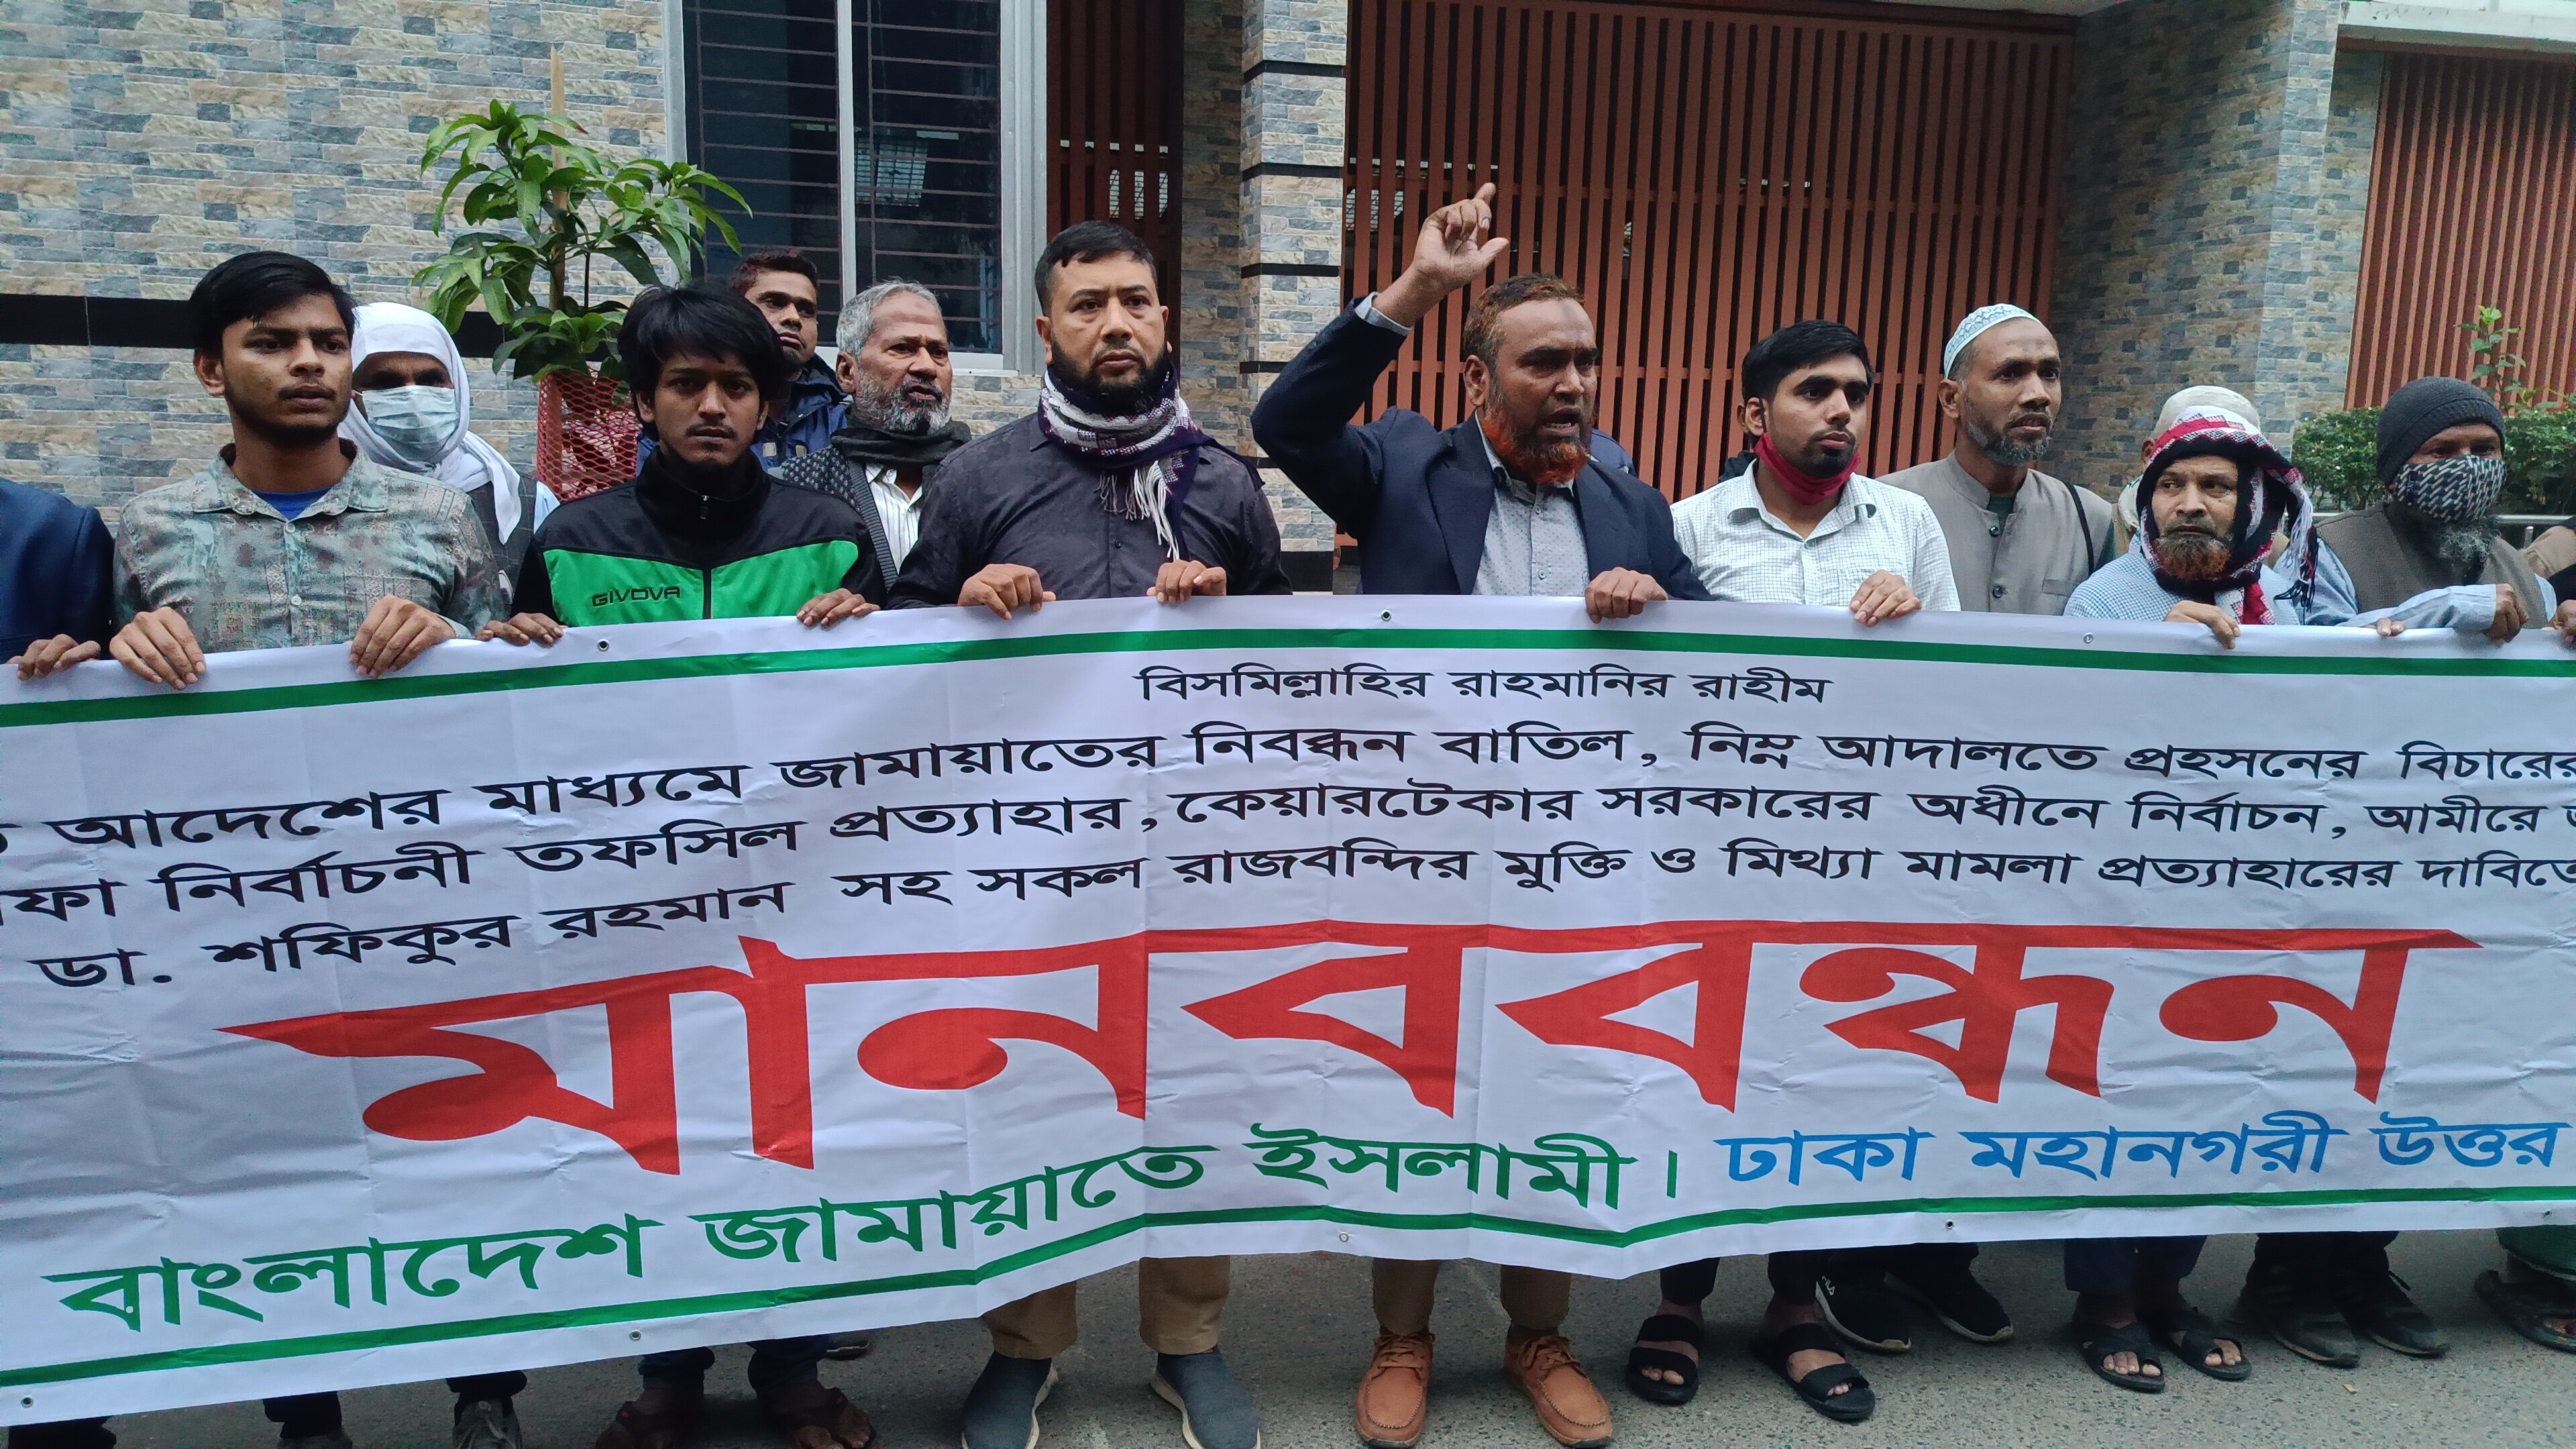 GIVOVA
বিসমিল্লাহির রাহমানির রাহীম
আদেশের মাধ্যমে জামায়াতের নিবন্ধন বাতিল, নিম্ন আদালতে প্রহসনের বিচারের
নির্বাচনী তফসিল প্রত্যাহার, কেয়ারটেকার সরকারের অধীনে নির্বাচন, আমীরে
ডা. শফিকুর রহমান সহ সকল রাজবন্দির মুক্তি ও মিথ্যা মামলা প্রত্যাহারের দাবিতে
মানববন্ধন
বাংলাদেশ জামায়াতে ইসলামী। ঢাকা মহানগরী উত্তর